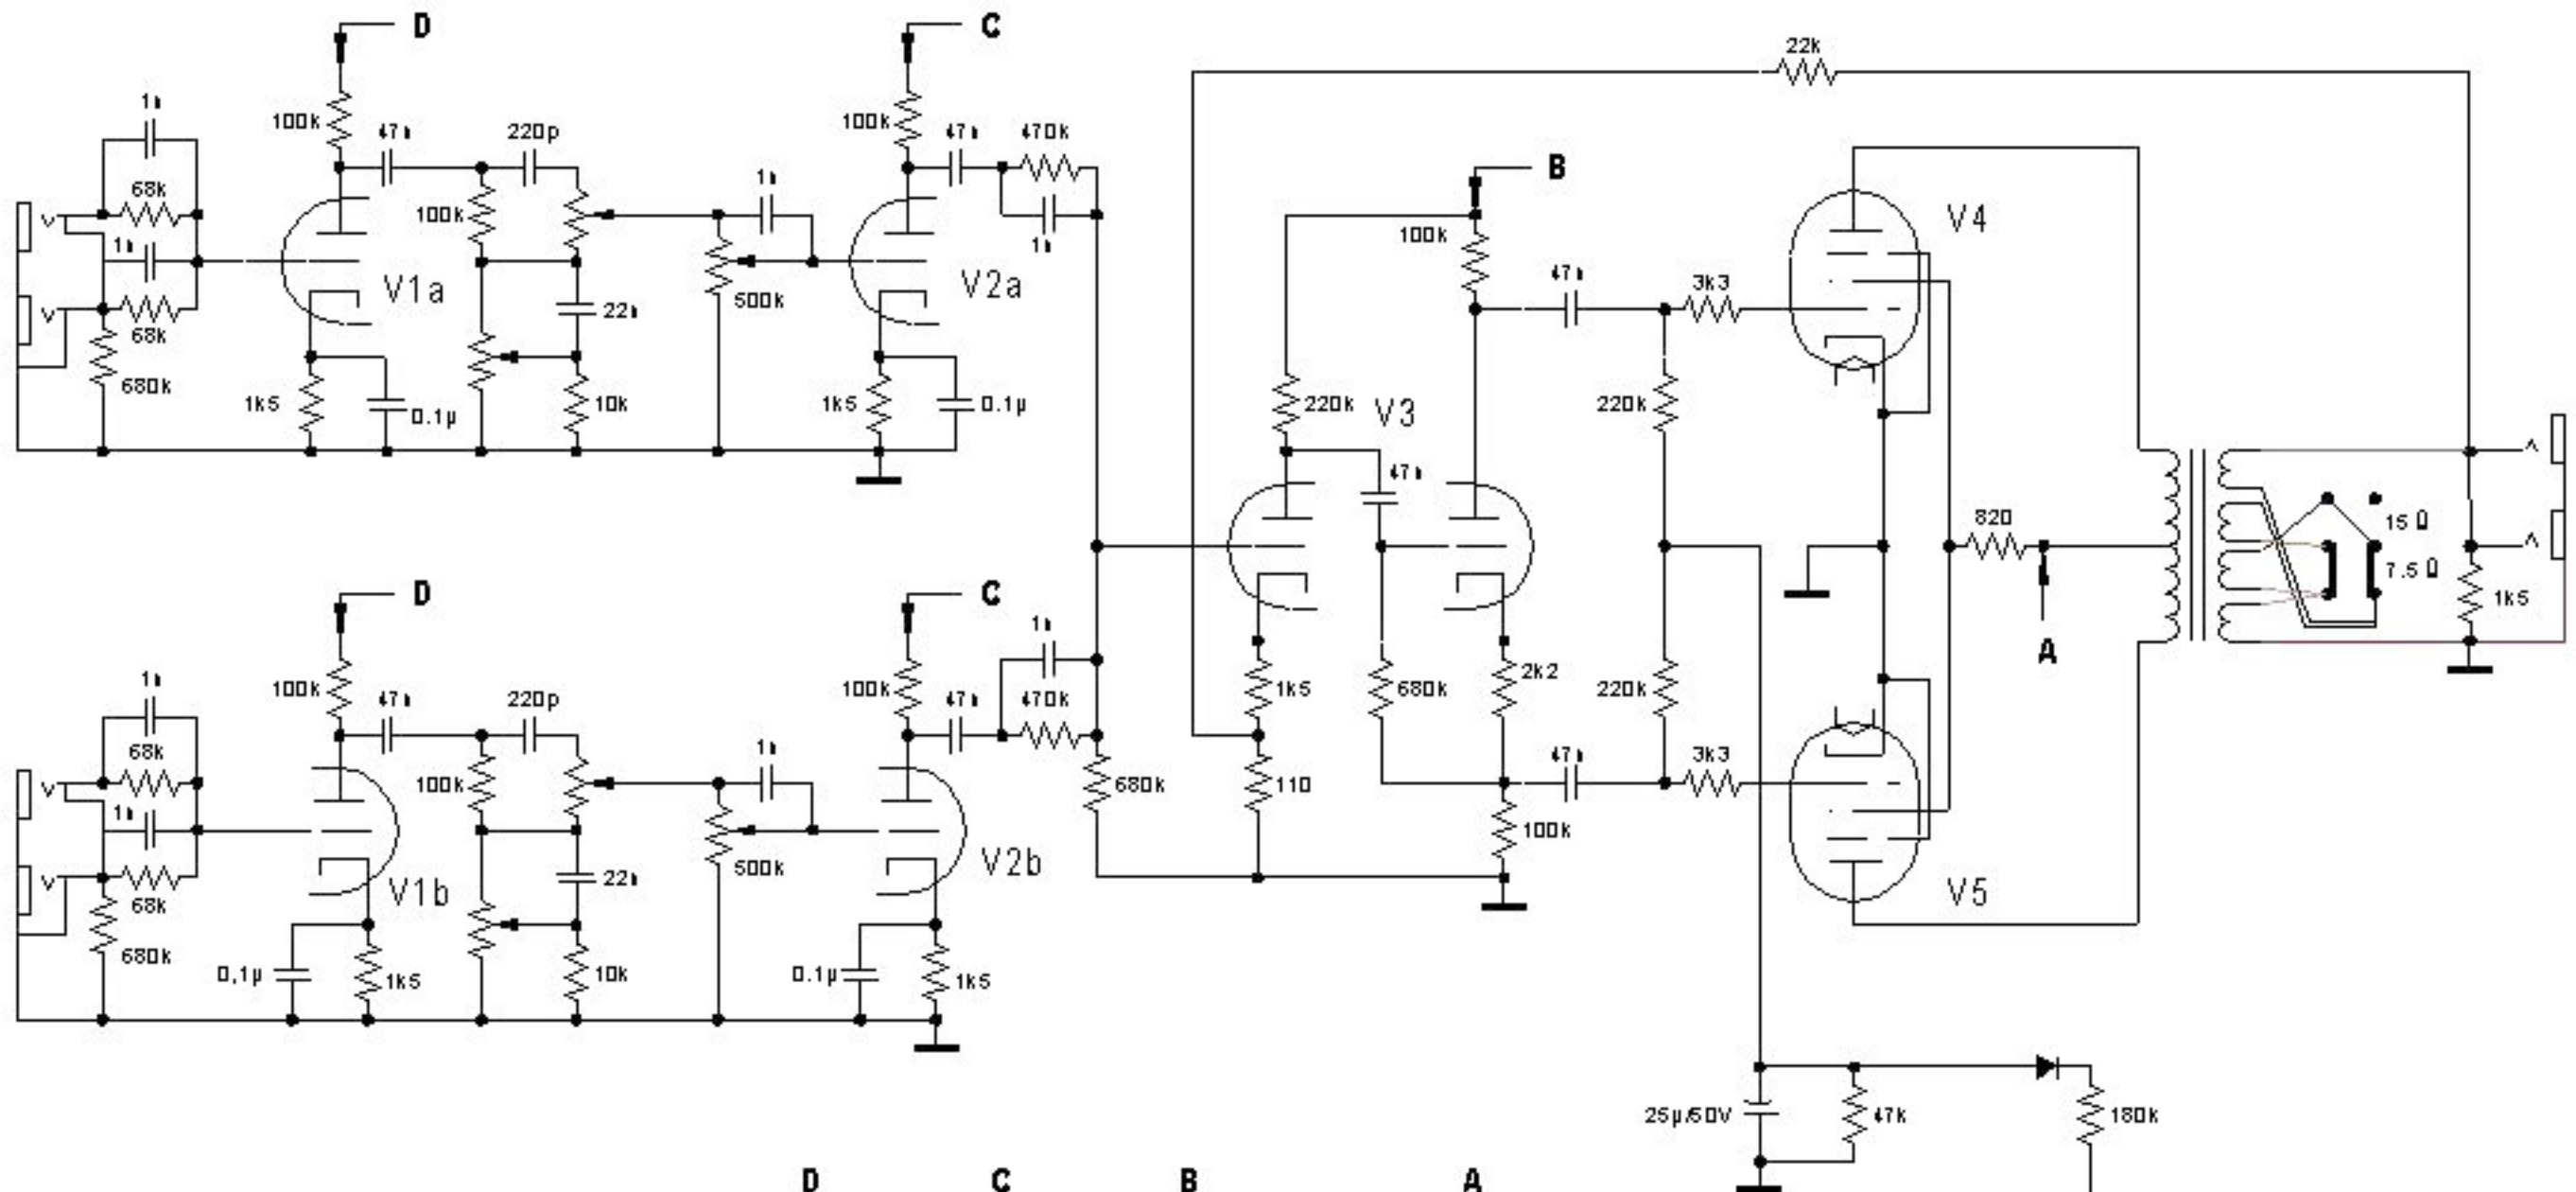 D
C
22k
1n
100k
47n
220p
100k
47n
470k
B
68k
1n
V4
100k
1n
1n
100k
V1a
V2a
47n
3k3
500k
22n
68k
680k
1k5
0.1µ
10k
1k5
0.1µ
220k
V3
220k
47n
820
15 Ω
7.5 Ω
1k5
D
C
A
1n
1n
100k
47n
220p
100k
47n
470k
1k5
680k
2k2
220k
68k
1n
47n
3k3
100k
1n
680k
110
500k
100k
V1b
22n
V2b
V5
68k
680k
0,1µ
1k5
10k
0.1µ
1k5
25µ/50V
47k
180k
D
C
B
A